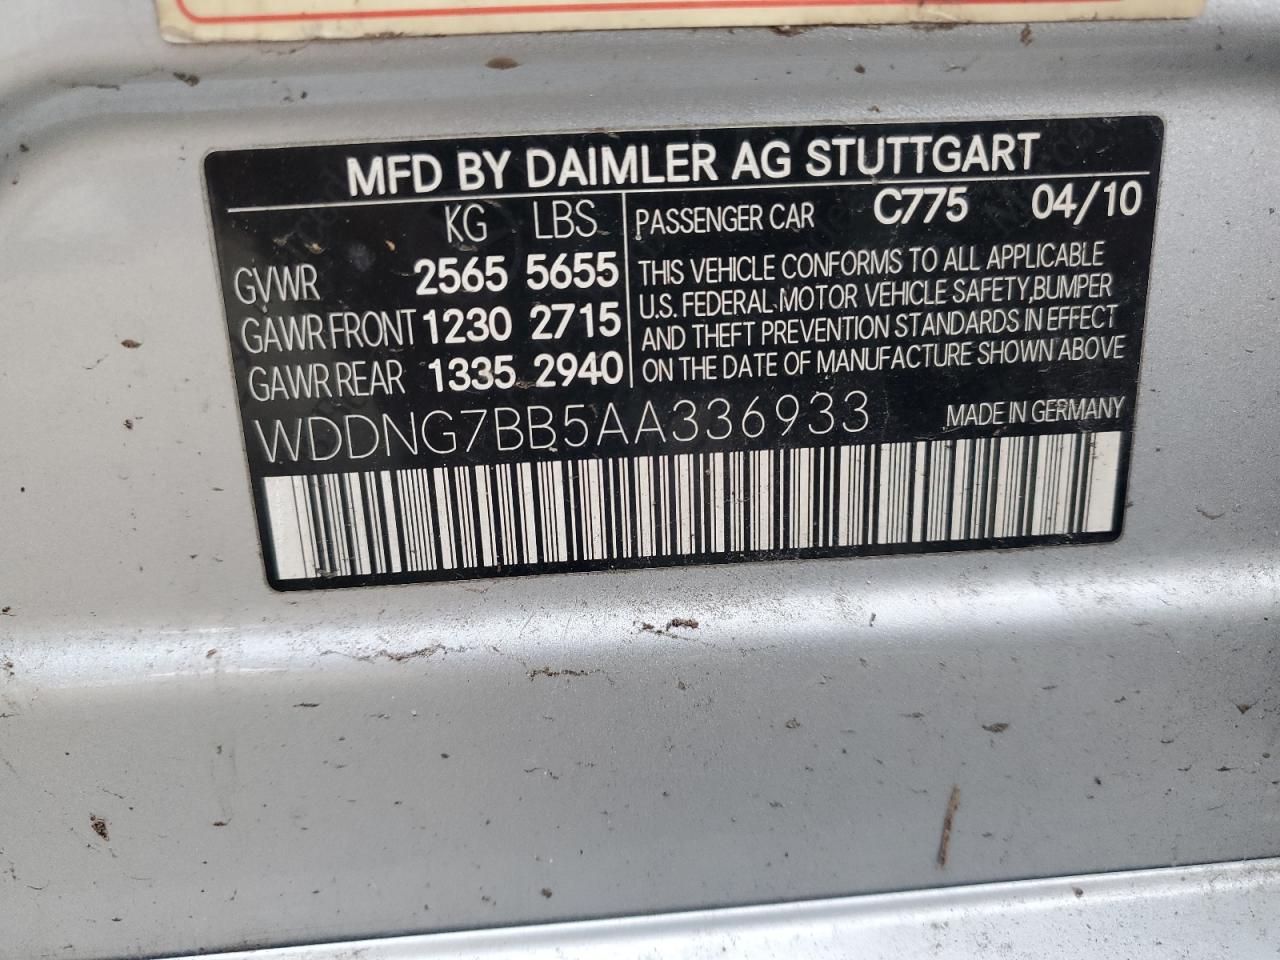 MFD BY DAIMLER AG STUTTGART
KG LBS
GVWR 2565 5655
GAWR FRONT 1230 2715
GAWR REAR 1335 2940
PASSENGER CAR C775 04/10
THIS VEHICLE CONFORMS TO ALL APPLICABLE
U.S. FEDERAL MOTOR VEHICLE SAFETY,BUMPER
AND THEFT PREVENTION STANDARDS IN EFFECT
ON THE DATE OF MANUFACTURE SHOWN ABOVE
WDDNG7BB5AA336933 MADE IN GERMANY